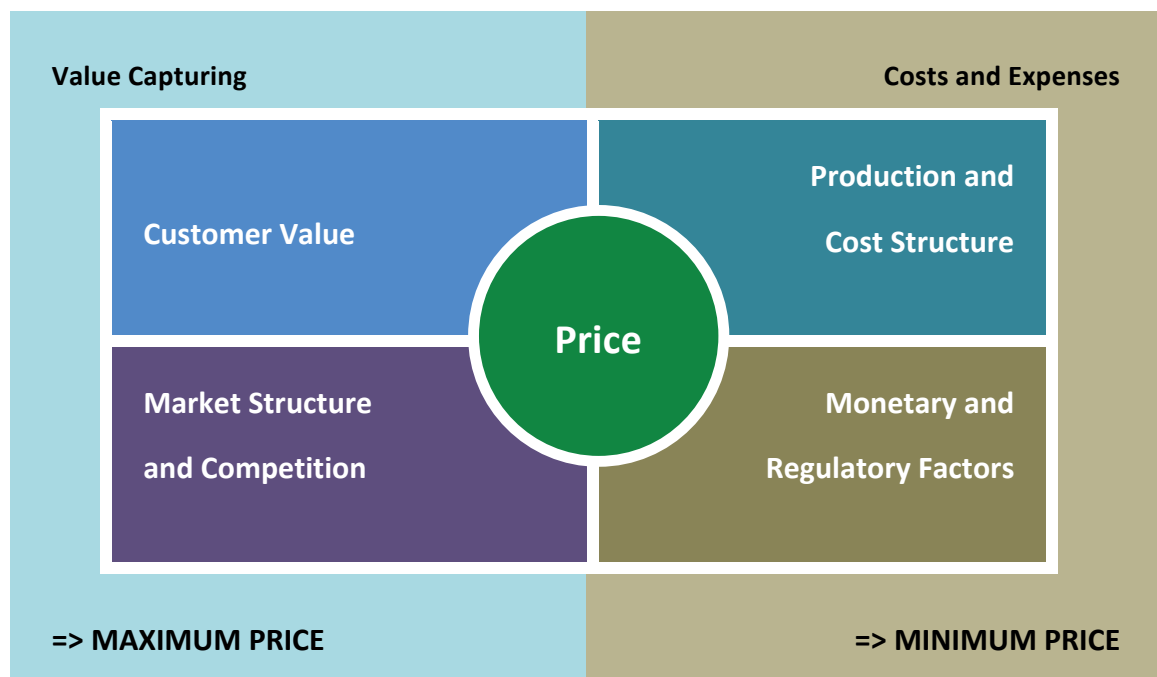 Value Capturing
Costs and Expenses
Customer Value
Production and
Cost Structure
Price
Market Structure
and Competition
Monetary and
Regulatory Factors
=> MAXIMUM PRICE
=> MINIMUM PRICE